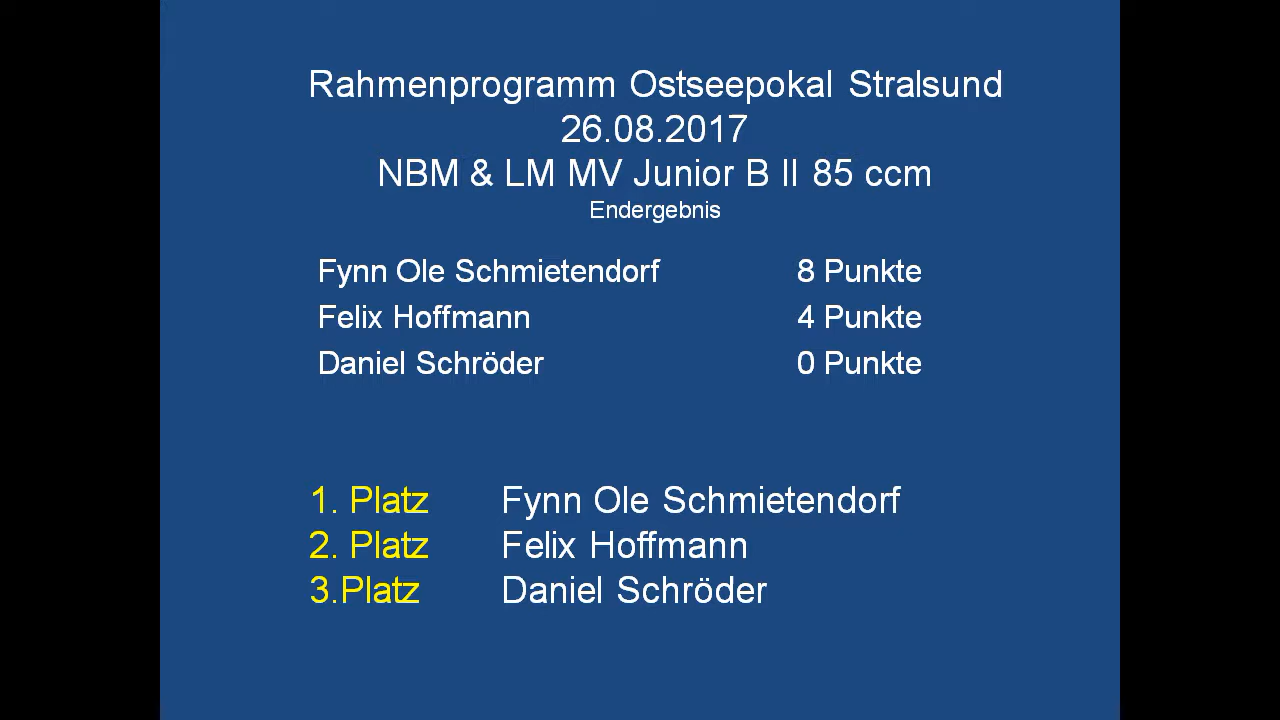 Rahmenprogramm Ostseepokal Stralsund
26.08.2017
NBM & LM MV Junior B II 85 ccm
Endergebnis
Fynn Ole Schmietendorf 8 Punkte
Felix Hoffmann 4 Punkte
Daniel Schröder 0 Punkte
1. Platz Fynn Ole Schmietendorf
2. Platz Felix Hoffmann
3.Platz Daniel Schröder